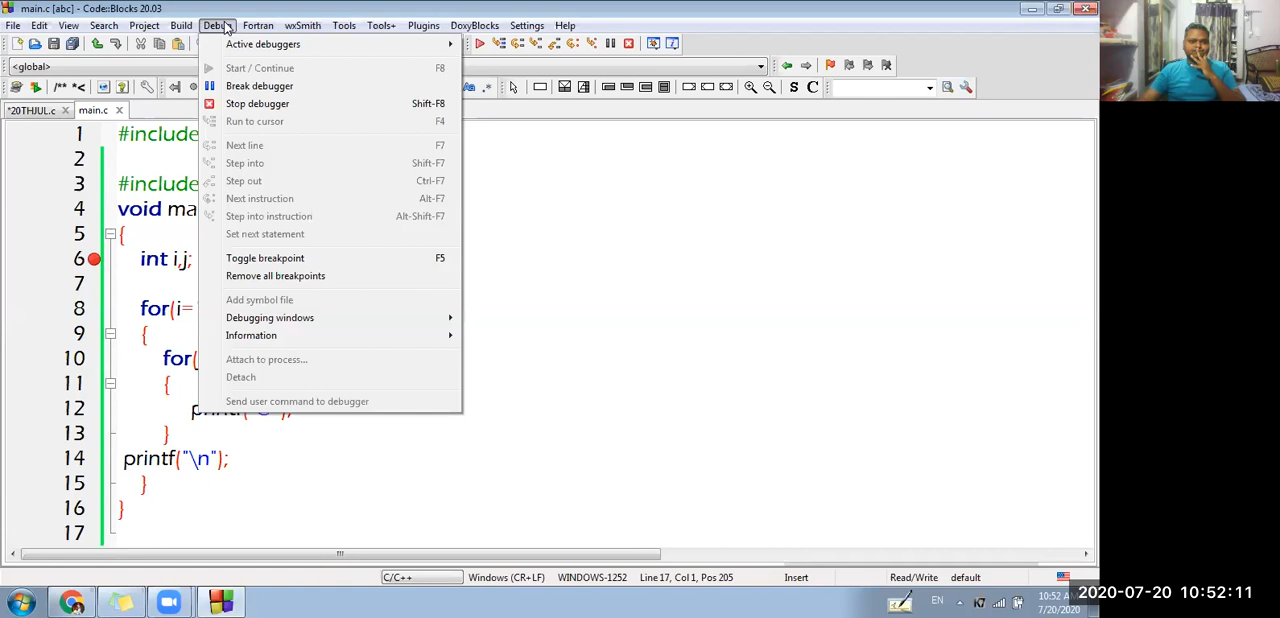 main.c [abc] - Code::Blocks 20.03
File Edit View Search Project Build Debug Fortran wxSmith Tools Tools+ Plugins DoxyBlocks Settings Help
<global>
/** *<
S C
*20THJUL.c main.c
Active debuggers
Start / Continue F8
Break debugger
Stop debugger Shift-F8
Run to cursor F4
Next line F7
Step into Shift-F7
Step out Ctrl-F7
Next instruction Alt-F7
Step into instruction Alt-Shift-F7
Set next statement
Toggle breakpoint F5
Remove all breakpoints
Add symbol file
Debugging windows
Information
Attach to process...
Detach
Send user command to debugger
1 #include
2
3 #include
4 void ma
5 {
6 int i,j;
7
8 for(i=
9 {
10 for(
11 {
12
13 }
14 printf("\n");
15 }
16 }
17
C/C++ Windows (CR+LF) WINDOWS-1252 Line 17, Col 1, Pos 205 Insert Read/Write default
EN
10:52 A
7/20/2020
2020-07-20 10:52:11